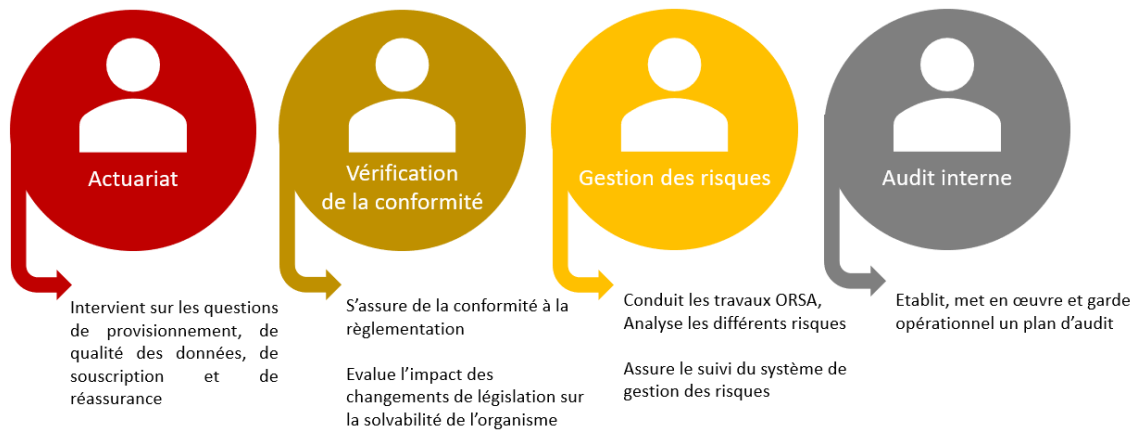 Actuariat
Intervient sur les questions
de provisionnement, de
qualité des données, de
souscription et de
réassurance
Vérification
de la conformité
S’assure de la conformité à la
règlementation
Evalue l’impact des
changements de législation sur
la solvabilité de l’organisme
Gestion des risques
Conduit les travaux ORSA,
Analyse les différents risques
Assure le suivi du système de
gestion des risques
Audit interne
Etablit, met en œuvre et garde
opérationnel un plan d’audit